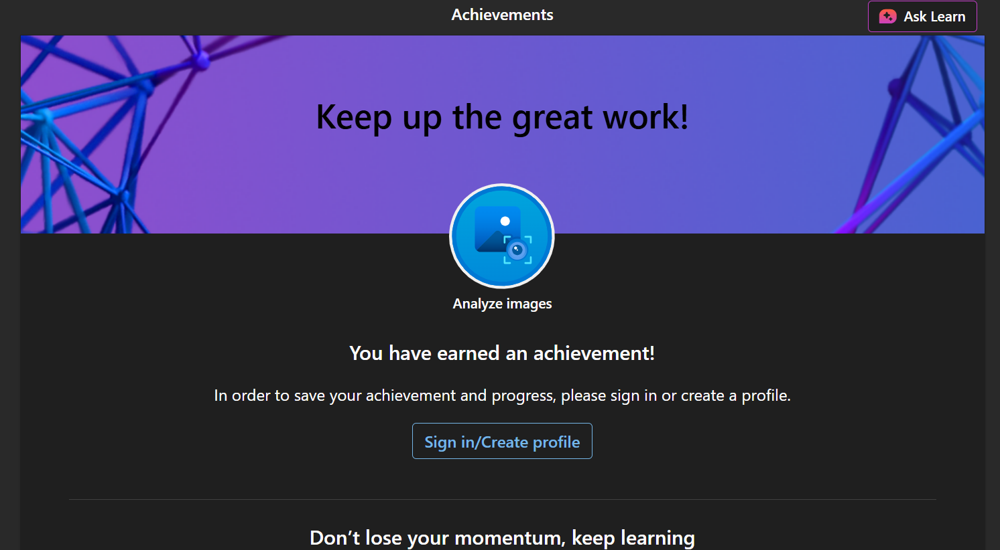 Achievements
Ask Learn
Keep up the great work!
Analyze images
You have earned an achievement!
In order to save your achievement and progress, please sign in or create a profile.
Sign in/Create profile
Don’t lose your momentum, keep learning